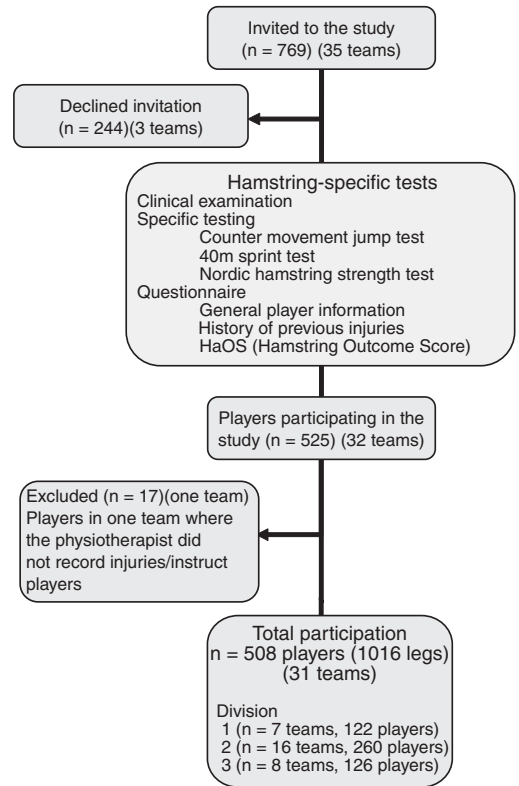 Invited to the study
(n = 769) (35 teams)
Declined invitation
(n = 244)(3 teams)
Hamstring-specific tests
Clinical examination
Specific testing
Counter movement jump test
40m sprint test
Nordic hamstring strength test
Questionnaire
General player information
History of previous injuries
HaOS (Hamstring Outcome Score)
Players participating in the
study (n = 525) (32 teams)
Excluded (n = 17)(one team)
Players in one team where
the physiotherapist did
not record injuries/instruct
players
Total participation
n = 508 players (1016 legs)
(31 teams)
Division
1 (n = 7 teams, 122 players)
2 (n = 16 teams, 260 players)
3 (n = 8 teams, 126 players)